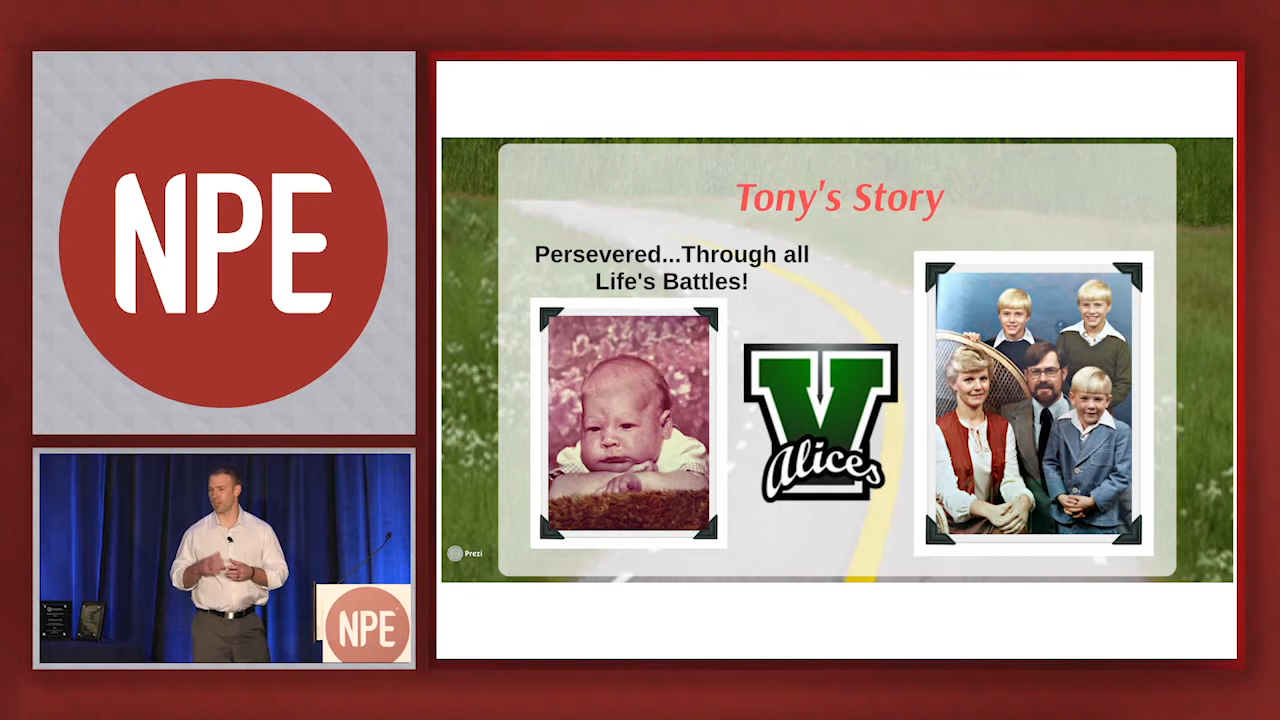 NPE
Tony's Story
Persevered...Through all
Life's Battles!
V
Alices
Prezi
NPE